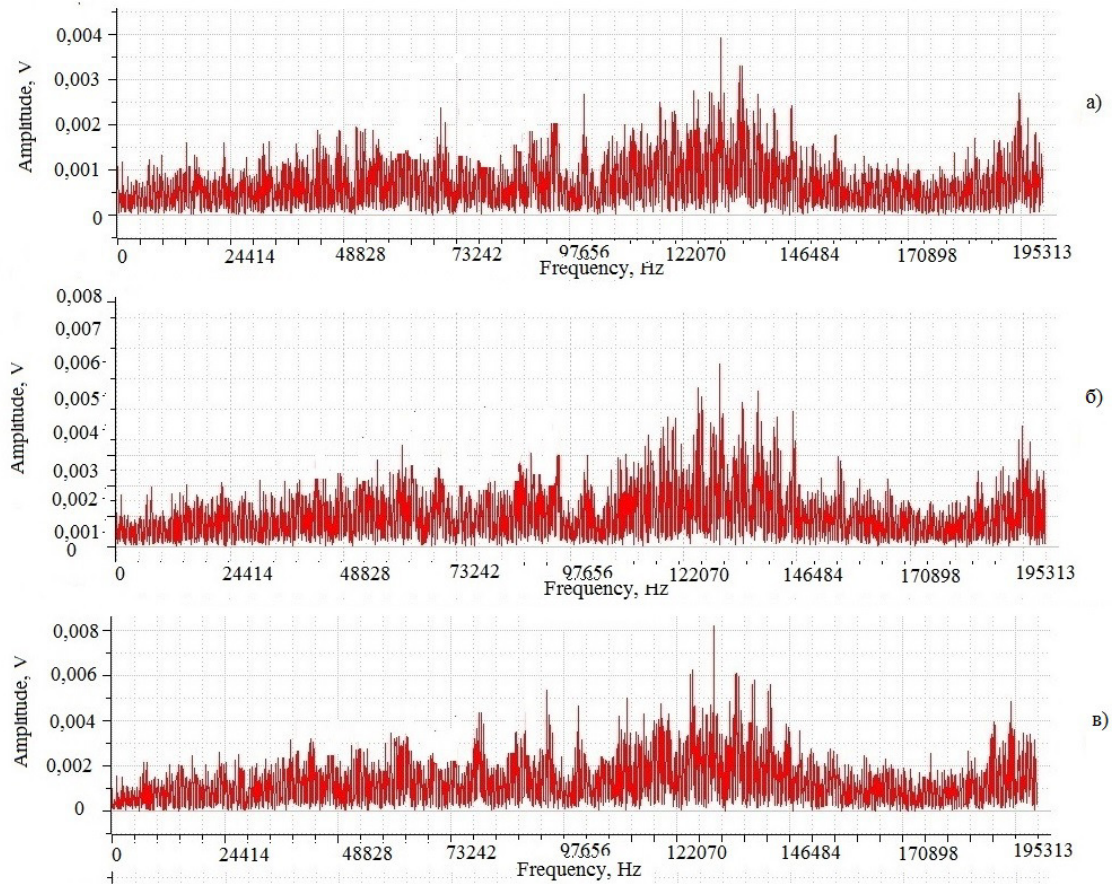 Amplitude, V
0,004
0,003
0,002
0,001
0
а)
0 24414 48828 73242 97656 122070 146484 170898 195313
Frequency, Hz
Amplitude, V
0,008
0,007
0,006
0,005
0,004
0,003
0,002
0,001
0
б)
0 24414 48828 73242 97656 122070 146484 170898 195313
Frequency, Hz
Amplitude, V
0,008
0,006
0,004
0,002
0
в)
0 24414 48828 73242 97656 122070 146484 170898 195313
Frequency, Hz